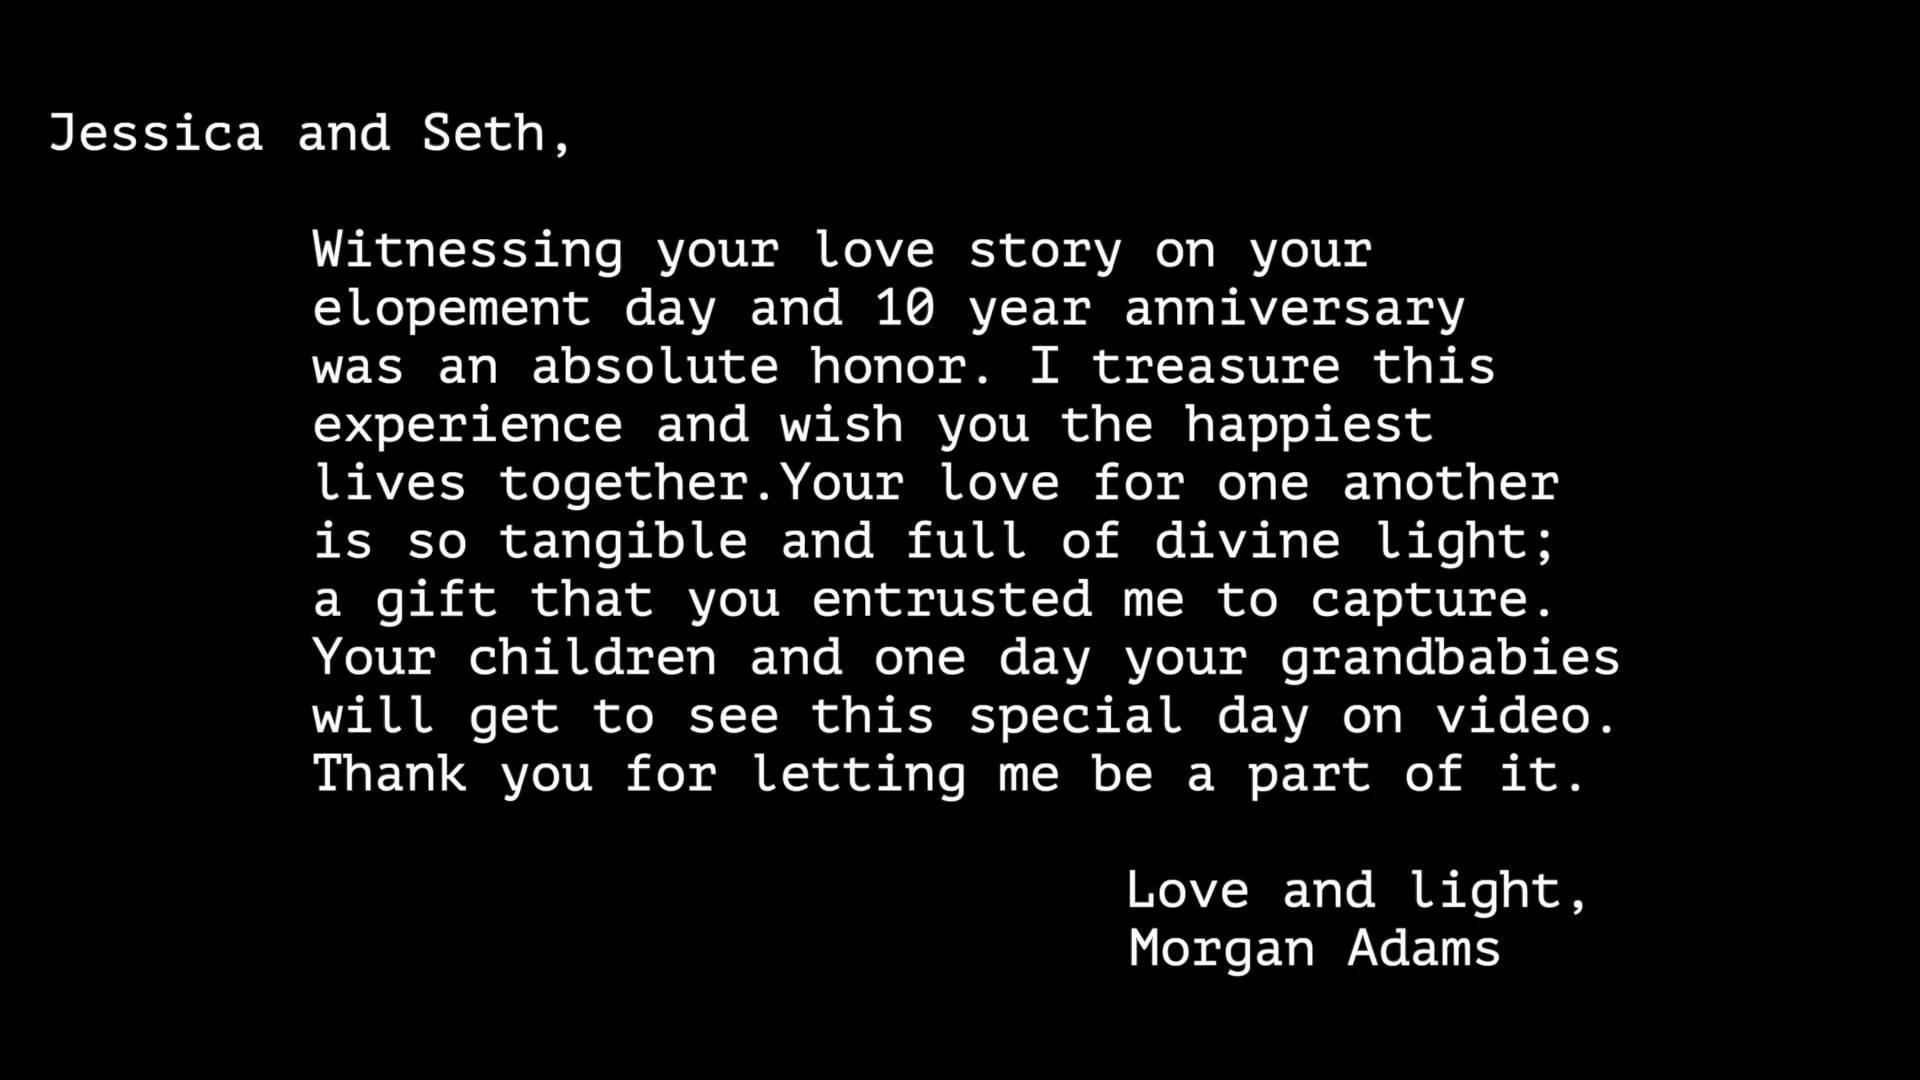 Jessica and Seth,
Witnessing your love story on your
elopement day and 10 year anniversary
was an absolute honor. I treasure this
experience and wish you the happiest
lives together.Your love for one another
is so tangible and full of divine light;
a gift that you entrusted me to capture.
Your children and one day your grandbabies
will get to see this special day on video.
Thank you for letting me be a part of it.
Love and light,
Morgan Adams